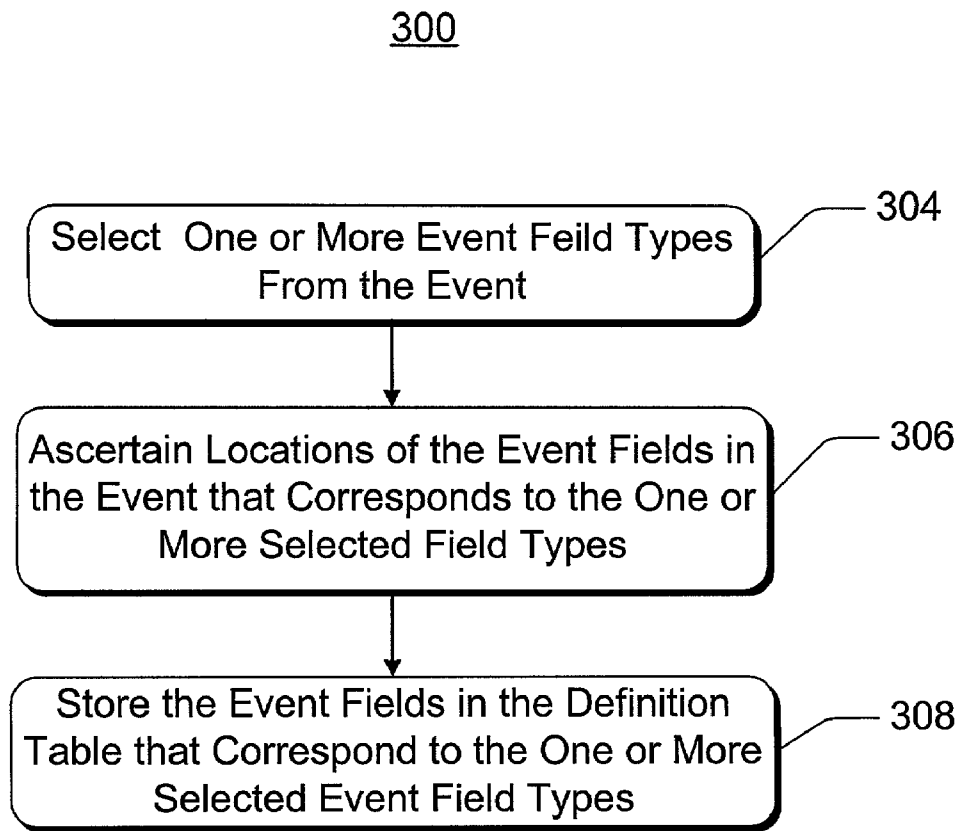 300
304
Select One or More Event Feild Types
From the Event
306
Ascertain Locations of the Event Fields in
the Event that Corresponds to the One or
More Selected Field Types
308
Store the Event Fields in the Definition
Table that Correspond to the One or More
Selected Event Field Types